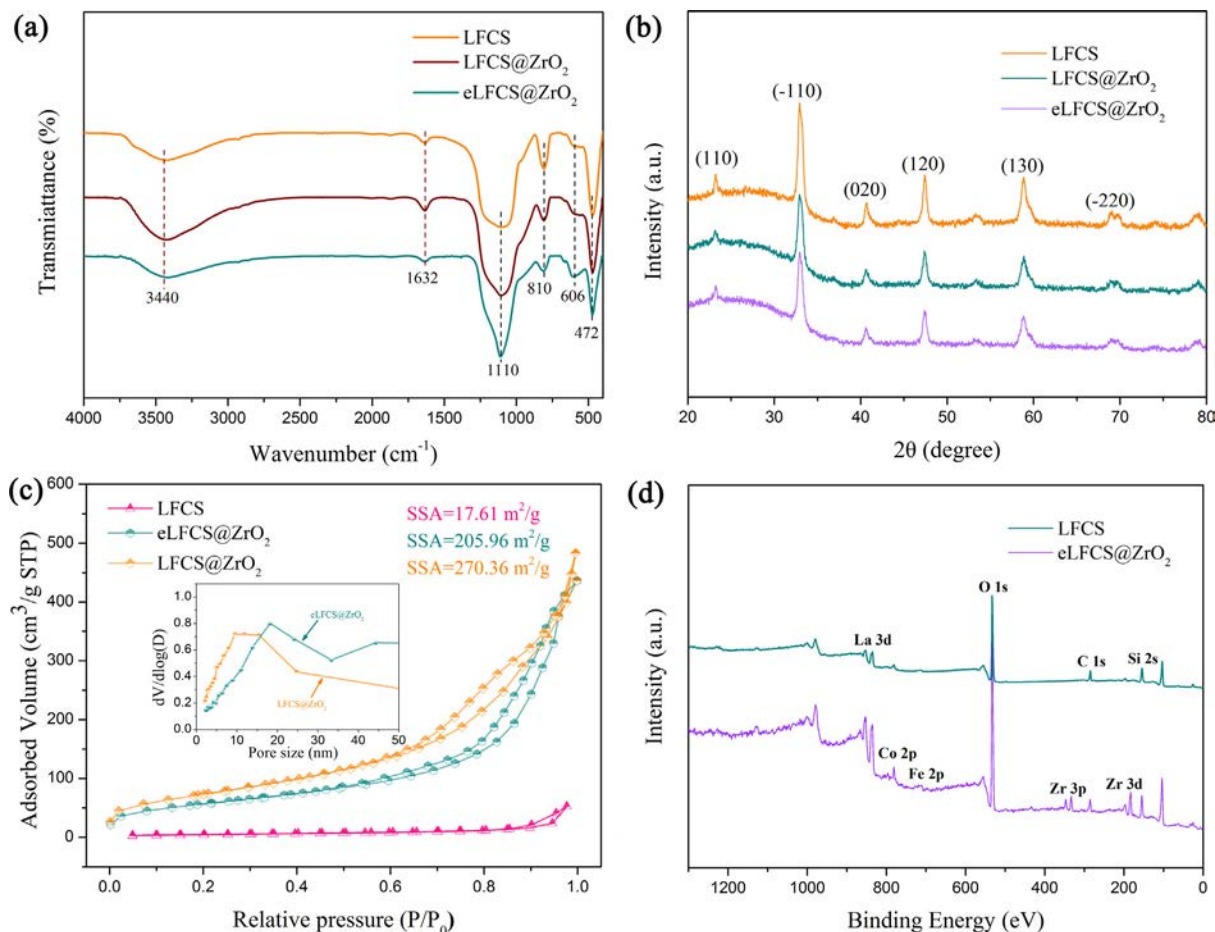 (a)
LFCS
LFCS@ZrO₂
eLFCS@ZrO₂
Transmiattance (%)
3440
1632
1110
810
606
472
4000 3500 3000 2500 2000 1500 1000 500
Wavenumber (cm⁻¹)
(b)
LFCS
LFCS@ZrO₂
eLFCS@ZrO₂
Intensity (a.u.)
(110)
(-110)
(020)
(120)
(130)
(-220)
20 30 40 50 60 70 80
2θ (degree)
(c)
LFCS
eLFCS@ZrO₂
LFCS@ZrO₂
SSA=17.61 m²/g
SSA=205.96 m²/g
SSA=270.36 m²/g
Adsorbed Volume (cm³/g STP)
600
500
400
300
200
100
0
dV/dlog(D)
1.0
0.8
0.6
0.4
0.2
0.0
eLFCS@ZrO₂
LFCS@ZrO₂
0 10 20 30 40 50
Pore size (nm)
0.0 0.2 0.4 0.6 0.8 1.0
Relative pressure (P/P₀)
(d)
LFCS
eLFCS@ZrO₂
Intensity (a.u.)
O 1s
La 3d
C 1s
Si 2s
Co 2p
Fe 2p
Zr 3p
Zr 3d
1200 1000 800 600 400 200 0
Binding Energy (eV)